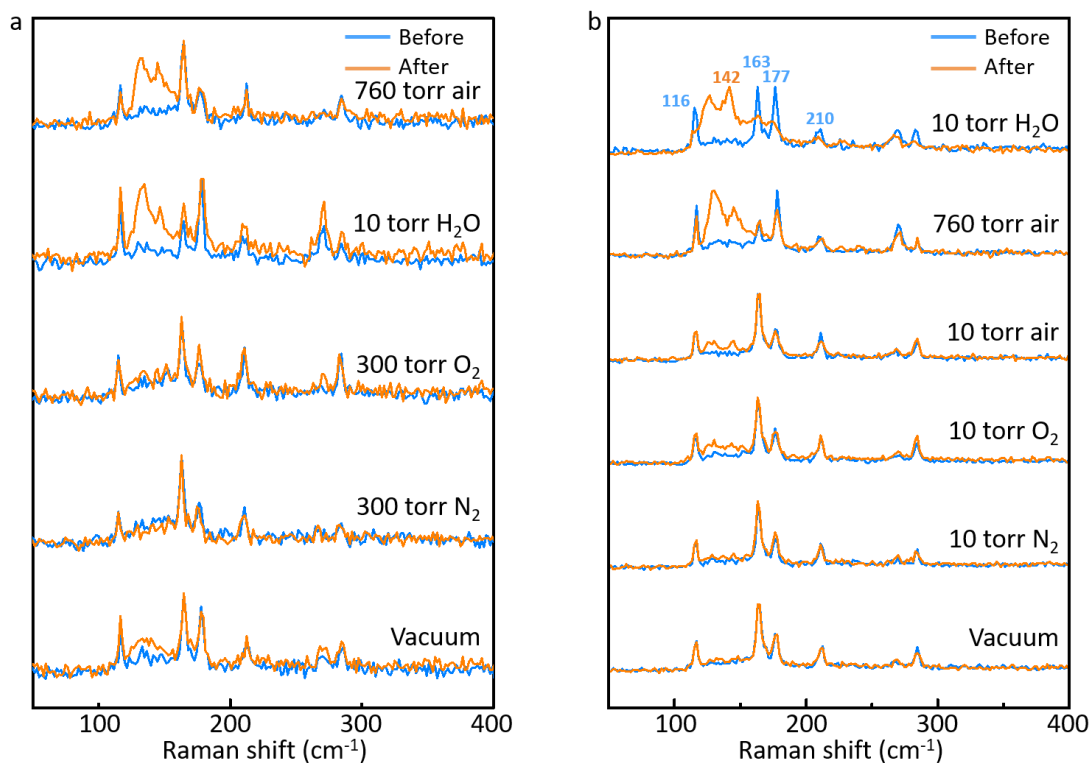 a
Before
After
760 torr air
10 torr H₂O
300 torr O₂
300 torr N₂
Vacuum
100 200 300 400
Raman shift (cm⁻¹)
b
Before
After
116 142 163 177 210
10 torr H₂O
760 torr air
10 torr air
10 torr O₂
10 torr N₂
Vacuum
100 200 300 400
Raman shift (cm⁻¹)